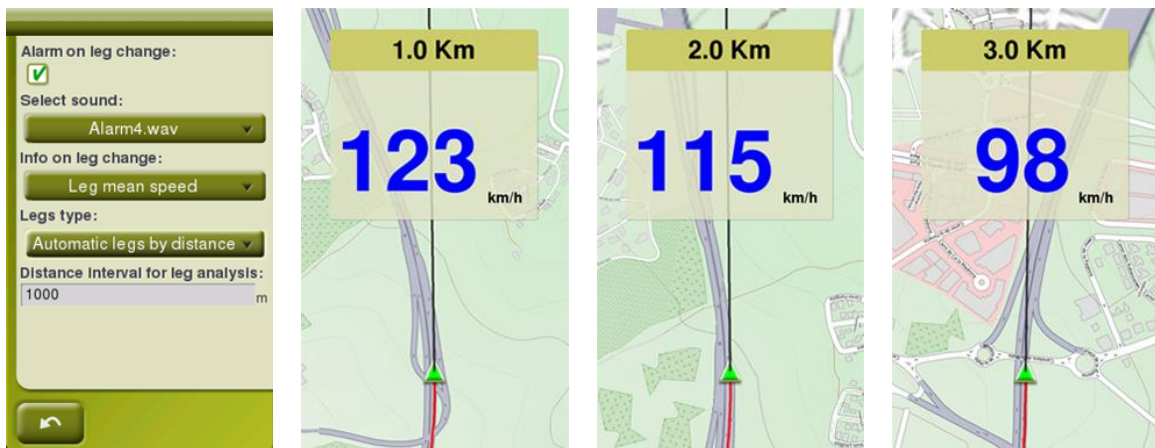 Alarm on leg change:
Select sound:
Alarm4.wav
Info on leg change:
Leg mean speed
Legs type:
Automatic legs by distance
Distance interval for leg analysis:
1000
m
1.0 Km
123
km/h
2.0 Km
115
km/h
3.0 Km
98
km/h